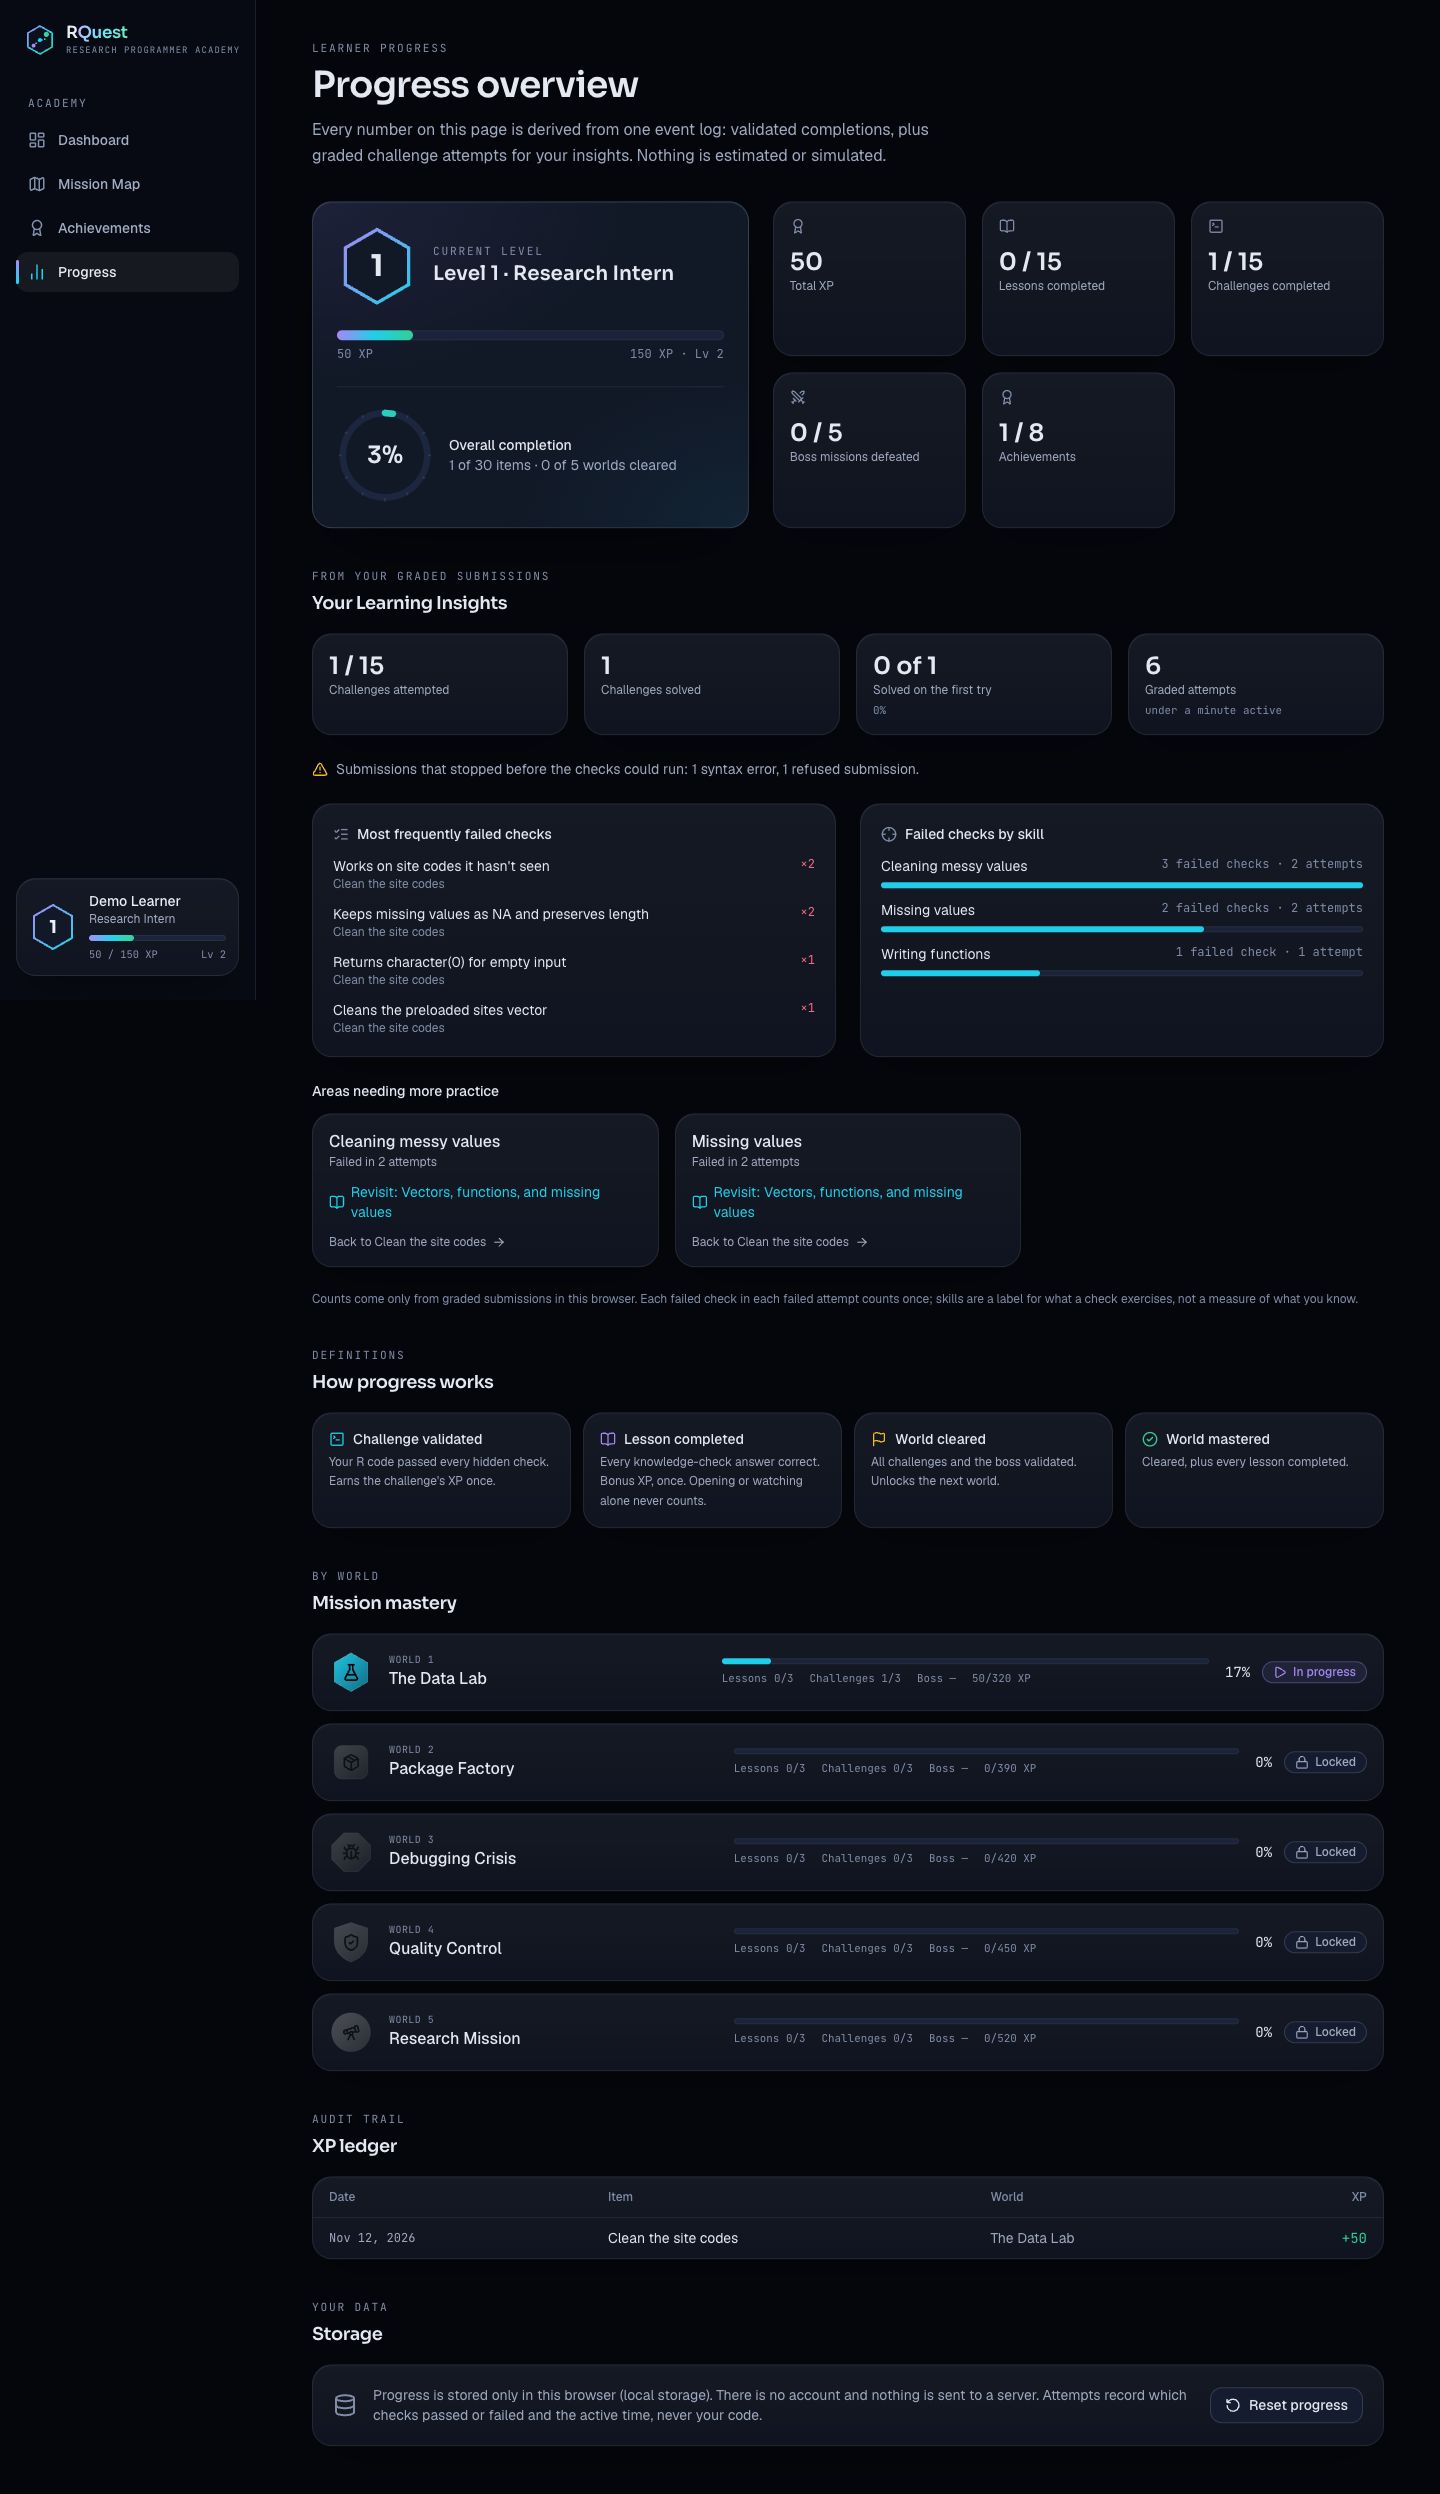 RQuest
RESEARCH PROGRAMMER ACADEMY
ACADEMY
Dashboard
Mission Map
Achievements
Progress
1
Demo Learner
Research Intern
50 / 150 XP
Lv 2
LEARNER PROGRESS
Progress overview
Every number on this page is derived from one event log: validated completions, plus
graded challenge attempts for your insights. Nothing is estimated or simulated.
1
CURRENT LEVEL
Level 1 · Research Intern
50 XP
150 XP · Lv 2
3%
Overall completion
1 of 30 items · 0 of 5 worlds cleared
50
Total XP
0 / 15
Lessons completed
1 / 15
Challenges completed
0 / 5
Boss missions defeated
1 / 8
Achievements
FROM YOUR GRADED SUBMISSIONS
Your Learning Insights
1 / 15
Challenges attempted
1
Challenges solved
0 of 1
Solved on the first try
0%
6
Graded attempts
under a minute active
Submissions that stopped before the checks could run: 1 syntax error, 1 refused submission.
Most frequently failed checks
Works on site codes it hasn't seen
×2
Clean the site codes
Keeps missing values as NA and preserves length
×2
Clean the site codes
Returns character(0) for empty input
×1
Clean the site codes
Cleans the preloaded sites vector
×1
Clean the site codes
Failed checks by skill
Cleaning messy values
3 failed checks · 2 attempts
Missing values
2 failed checks · 2 attempts
Writing functions
1 failed check · 1 attempt
Areas needing more practice
Cleaning messy values
Failed in 2 attempts
Revisit: Vectors, functions, and missing
values
Back to Clean the site codes →
Missing values
Failed in 2 attempts
Revisit: Vectors, functions, and missing
values
Back to Clean the site codes →
Counts come only from graded submissions in this browser. Each failed check in each failed attempt counts once; skills are a label for what a check exercises, not a measure of what you know.
DEFINITIONS
How progress works
Challenge validated
Your R code passed every hidden check.
Earns the challenge's XP once.
Lesson completed
Every knowledge-check answer correct.
Bonus XP, once. Opening or watching
alone never counts.
World cleared
All challenges and the boss validated.
Unlocks the next world.
World mastered
Cleared, plus every lesson completed.
BY WORLD
Mission mastery
WORLD 1
The Data Lab
Lessons 0/3 Challenges 1/3 Boss — 50/320 XP
17%
In progress
WORLD 2
Package Factory
Lessons 0/3 Challenges 0/3 Boss — 0/390 XP
0%
Locked
WORLD 3
Debugging Crisis
Lessons 0/3 Challenges 0/3 Boss — 0/420 XP
0%
Locked
WORLD 4
Quality Control
Lessons 0/3 Challenges 0/3 Boss — 0/450 XP
0%
Locked
WORLD 5
Research Mission
Lessons 0/3 Challenges 0/3 Boss — 0/520 XP
0%
Locked
AUDIT TRAIL
XP ledger
Date Item World XP
Nov 12, 2026 Clean the site codes The Data Lab +50
YOUR DATA
Storage
Progress is stored only in this browser (local storage). There is no account and nothing is sent to a server. Attempts record which
checks passed or failed and the active time, never your code.
Reset progress